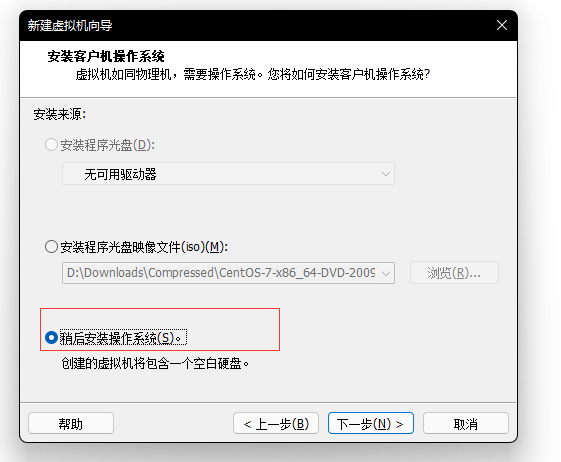 新建虚拟机向导
安装客户机操作系统
虚拟机如同物理机，需要操作系统。您将如何安装客户机操作系统?
安装来源:
安装程序光盘(D):
无可用驱动器
安装程序光盘映像文件(iso)(M):
D:\Downloads\Compressed\CentOS-7-x86_64-DVD-2009
浏览(R)...
稍后安装操作系统(S)。
创建的虚拟机将包含一个空白硬盘。
帮助
< 上一步(B)
下一步(N) >
取消